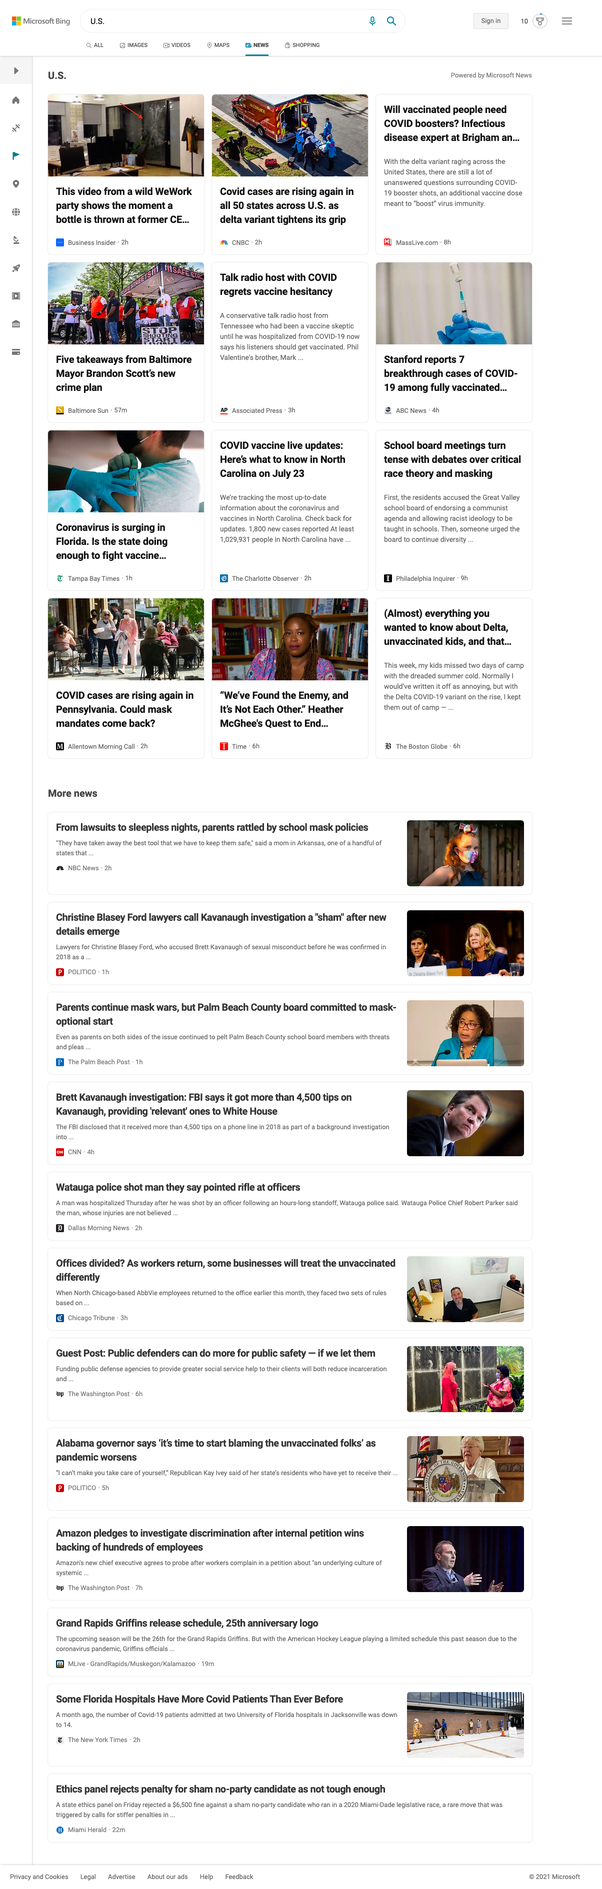 Microsoft Bing
U.S.
Sign in
10
ALL
IMAGES
VIDEOS
MAPS
NEWS
SHOPPING
U.S.
Powered by Microsoft News
This video from a wild WeWork
party shows the moment a
bottle is thrown at former CE...
Business Insider · 2h
Covid cases are rising again in
all 50 states across U.S. as
delta variant tightens its grip
CNBC · 2h
Will vaccinated people need
COVID boosters? Infectious
disease expert at Brigham an...
With the delta variant raging across the
United States, there are still a lot of
unanswered questions surrounding COVID-
19 booster shots, an additional vaccine dose
meant to "boost" virus immunity.
MassLive.com · 8h
STOP
Five takeaways from Baltimore
Mayor Brandon Scott's new
crime plan
Baltimore Sun · 57m
Talk radio host with COVID
regrets vaccine hesitancy
A conservative talk radio host from
Tennessee who had been a vaccine skeptic
until he was hospitalized from COVID-19 now
says his listeners should get vaccinated. Phil
Valentine's brother, Mark ...
AP
Associated Press · 3h
Stanford reports 7
breakthrough cases of COVID-
19 among fully vaccinated...
ABC News · 4h
Coronavirus is surging in
Florida. Is the state doing
enough to fight vaccine...
Tampa Bay Times · 1h
COVID vaccine live updates:
Here's what to know in North
Carolina on July 23
We're tracking the most up-to-date
information about the coronavirus and
vaccines in North Carolina. Check back for
updates. 1,800 new cases reported At least
1,029,931 people in North Carolina have ...
The Charlotte Observer · 2h
School board meetings turn
tense with debates over critical
race theory and masking
First, the residents accused the Great Valley
school board of endorsing a communist
agenda and allowing racist ideology to be
taught in schools. Then, someone urged the
board to continue diversity ...
Philadelphia Inquirer · 9h
COVID cases are rising again in
Pennsylvania. Could mask
mandates come back?
Allentown Morning Call · 2h
"We've Found the Enemy, and
It's Not Each Other." Heather
McGhee's Quest to End...
Time · 6h
(Almost) everything you
wanted to know about Delta,
unvaccinated kids, and that...
This week, my kids missed two days of camp
with the dreaded summer cold. Normally I
would've written it off as annoying, but with
the Delta COVID-19 variant on the rise, I kept
them out of camp — ...
The Boston Globe · 6h
More news
From lawsuits to sleepless nights, parents rattled by school mask policies
"They have taken away the best tool that we have to keep them safe," said a mom in Arkansas, one of a handful of
states that ...
NBC News · 2h
Christine Blasey Ford lawyers call Kavanaugh investigation a "sham" after new
details emerge
Lawyers for Christine Blasey Ford, who accused Brett Kavanaugh of sexual misconduct before he was confirmed in
2018 as a ...
POLITICO · 1h
Parents continue mask wars, but Palm Beach County board committed to mask-
optional start
Even as parents on both sides of the issue continued to pelt Palm Beach County school board members with threats
and pleas ...
The Palm Beach Post · 1h
Brett Kavanaugh investigation: FBI says it got more than 4,500 tips on
Kavanaugh, providing 'relevant' ones to White House
The FBI disclosed that it received more than 4,500 tips on a phone line in 2018 as part of a background investigation
into ...
CNN · 4h
Watauga police shot man they say pointed rifle at officers
A man was hospitalized Thursday after he was shot by an officer following an hours-long standoff, Watauga police said. Watauga Police Chief Robert Parker said
the man, whose injuries are not believed ...
Dallas Morning News · 2h
Offices divided? As workers return, some businesses will treat the unvaccinated
differently
When North Chicago-based AbbVie employees returned to the office earlier this month, they faced two sets of rules
based on ...
Chicago Tribune · 3h
Guest Post: Public defenders can do more for public safety — if we let them
Funding public defense agencies to provide greater social service help to their clients will both reduce incarceration
and ...
The Washington Post · 6h
Alabama governor says 'it's time to start blaming the unvaccinated folks' as
pandemic worsens
"I can't make you take care of yourself," Republican Kay Ivey said of her state's residents who have yet to receive their ...
POLITICO · 5h
Amazon pledges to investigate discrimination after internal petition wins
backing of hundreds of employees
Amazon's new chief executive agrees to probe after workers complain in a petition about "an underlying culture of
systemic ...
The Washington Post · 7h
Grand Rapids Griffins release schedule, 25th anniversary logo
The upcoming season will be the 26th for the Grand Rapids Griffins. But with the American Hockey League playing a limited schedule this past season due to the
coronavirus pandemic, Griffins officials ...
MLive - GrandRapids/Muskegon/Kalamazoo · 19m
Some Florida Hospitals Have More Covid Patients Than Ever Before
A month ago, the number of Covid-19 patients admitted at two University of Florida hospitals in Jacksonville was down
to 14.
The New York Times · 2h
Ethics panel rejects penalty for sham no-party candidate as not tough enough
A state ethics panel on Friday rejected a $6,500 fine against a sham no-party candidate who ran in a 2020 Miami-Dade legislative race, a rare move that was
triggered by calls for stiffer penalties in ...
Miami Herald · 22m
Privacy and Cookies
Legal
Advertise
About our ads
Help
Feedback
© 2021 Microsoft